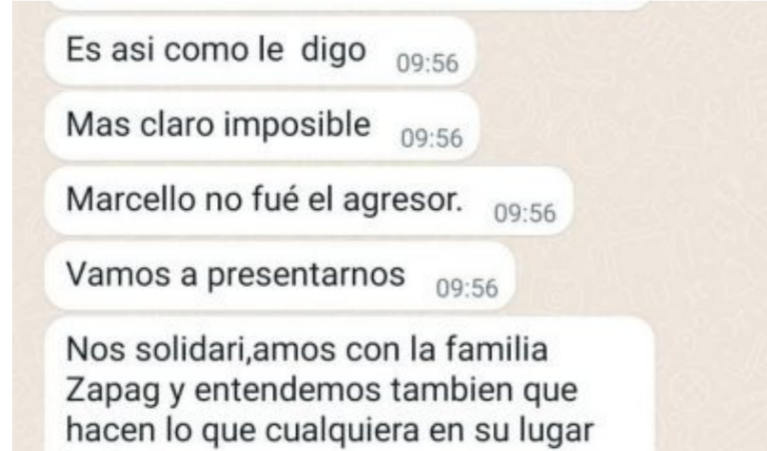 Es asi como le digo 09:56
Mas claro imposible 09:56
Marcello no fué el agresor. 09:56
Vamos a presentarnos 09:56
Nos solidari,amos con la familia
Zapag y entendemos tambien que
hacen lo que cualquiera en su lugar